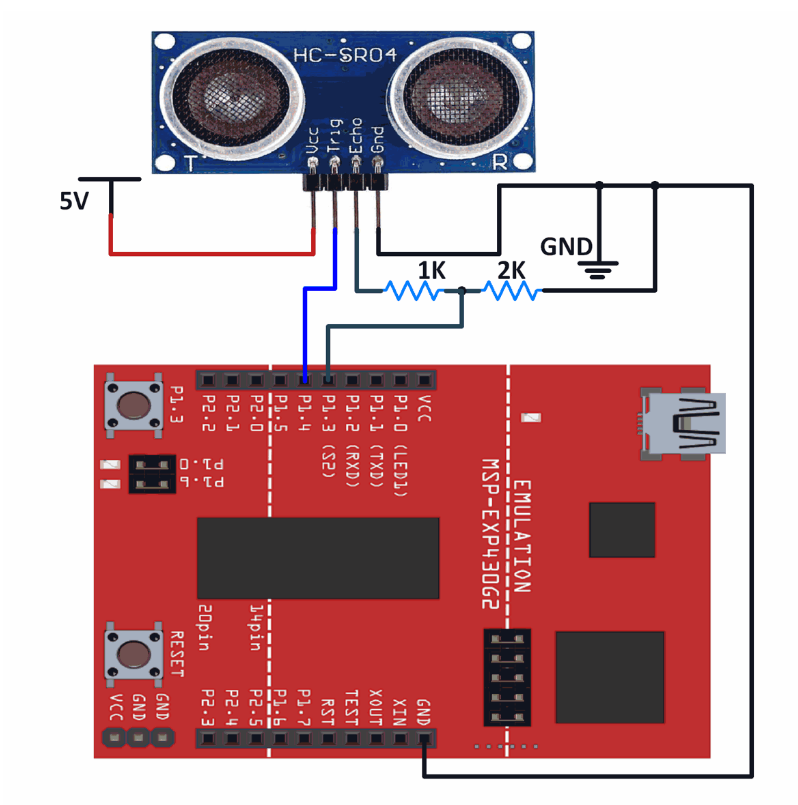 HC-SR04
Vcc
Trig
Echo
Gnd
T
R
5V
GND
1K
2K
P1.3
P2.2
P2.1
P2.0
P1.5
P1.4
P1.3 (S2)
P1.2 (RXD)
P1.1 (TXD)
P1.0 (LED1)
VCC
P1.0
P1.6
EMULATION
MSP-EXP430G2
20pin
14pin
RESET
VCC
GND
GND
P2.3
P2.4
P2.5
P1.6
P1.7
RST
TEST
XOUT
XIN
GND